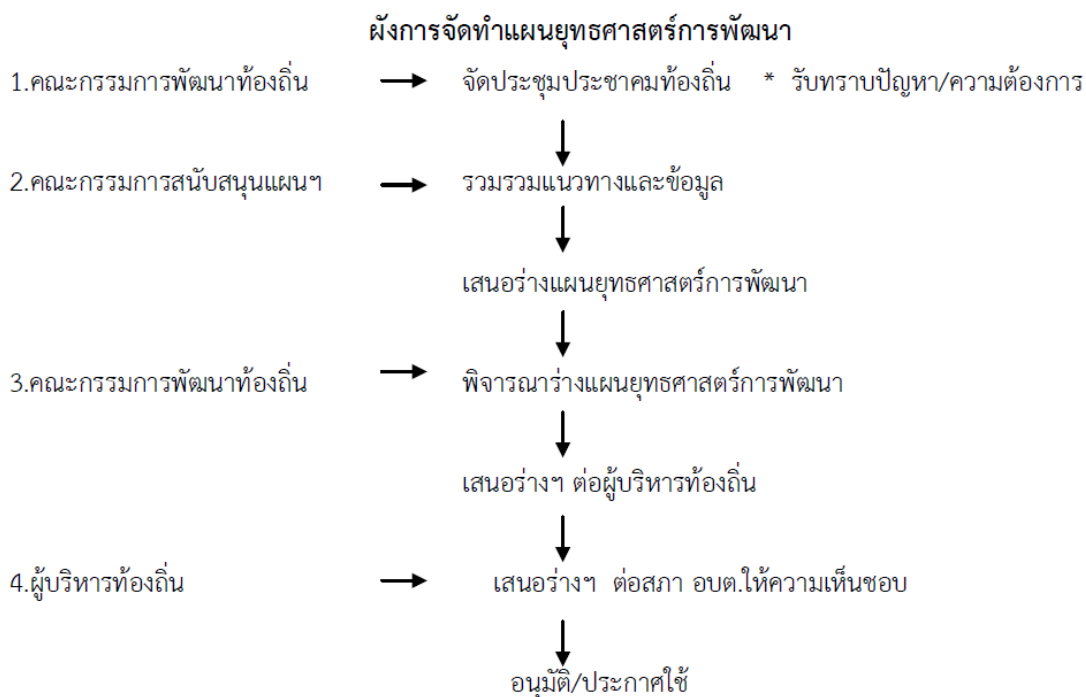 ผังการจัดทำแผนยุทธศาสตร์การพัฒนา
1.คณะกรรมการพัฒนาท้องถิ่น จัดประชุมประชาคมท้องถิ่น * รับทราบปัญหา/ความต้องการ
2.คณะกรรมการสนับสนุนแผนฯ รวมรวมแนวทางและข้อมูล
เสนอร่างแผนยุทธศาสตร์การพัฒนา
3.คณะกรรมการพัฒนาท้องถิ่น พิจารณาร่างแผนยุทธศาสตร์การพัฒนา
เสนอร่างฯ ต่อผู้บริหารท้องถิ่น
4.ผู้บริหารท้องถิ่น เสนอร่างฯ ต่อสภา อบต.ให้ความเห็นชอบ
อนุมัติ/ประกาศใช้